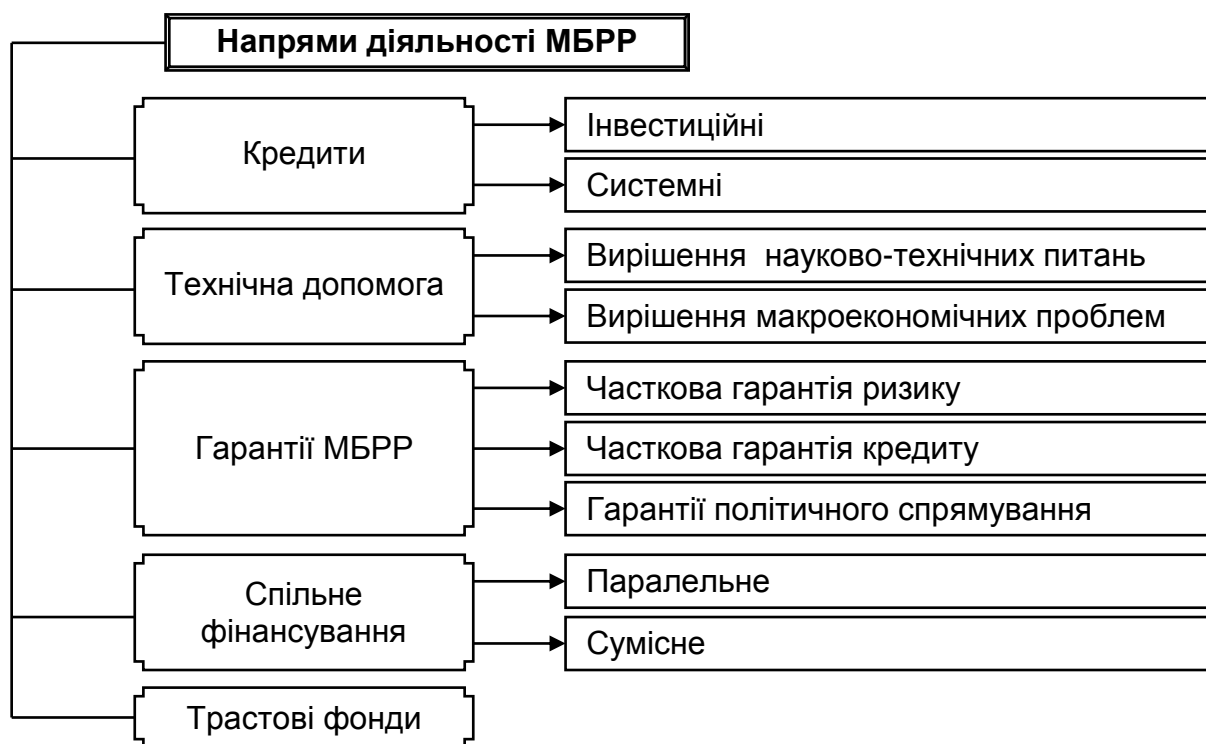 Напрями діяльності МБРР
Кредити
Інвестиційні
Системні
Технічна допомога
Вирішення науково-технічних питань
Вирішення макроекономічних проблем
Гарантії МБРР
Часткова гарантія ризику
Часткова гарантія кредиту
Гарантії політичного спрямування
Спільне
фінансування
Паралельне
Сумісне
Трастові фонди